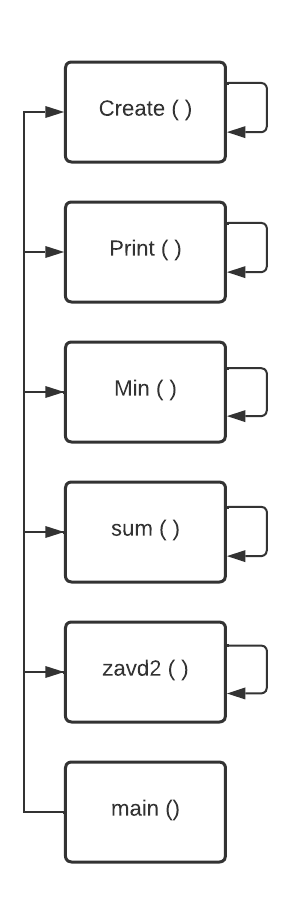 Create ( )
Print ( )
Min ( )
sum ( )
zavd2 ( )
main ()